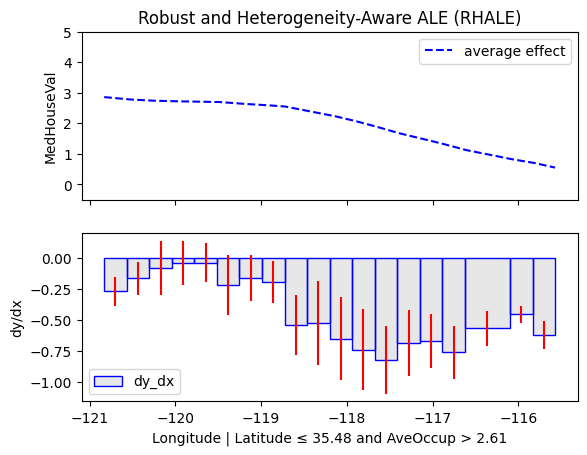 Robust and Heterogeneity-Aware ALE (RHALE)
5
4
3
2
1
0
MedHouseVal
average effect
0.00
−0.25
−0.50
−0.75
−1.00
dy/dx
dy_dx
−121 −120 −119 −118 −117 −116
Longitude | Latitude ≤ 35.48 and AveOccup > 2.61